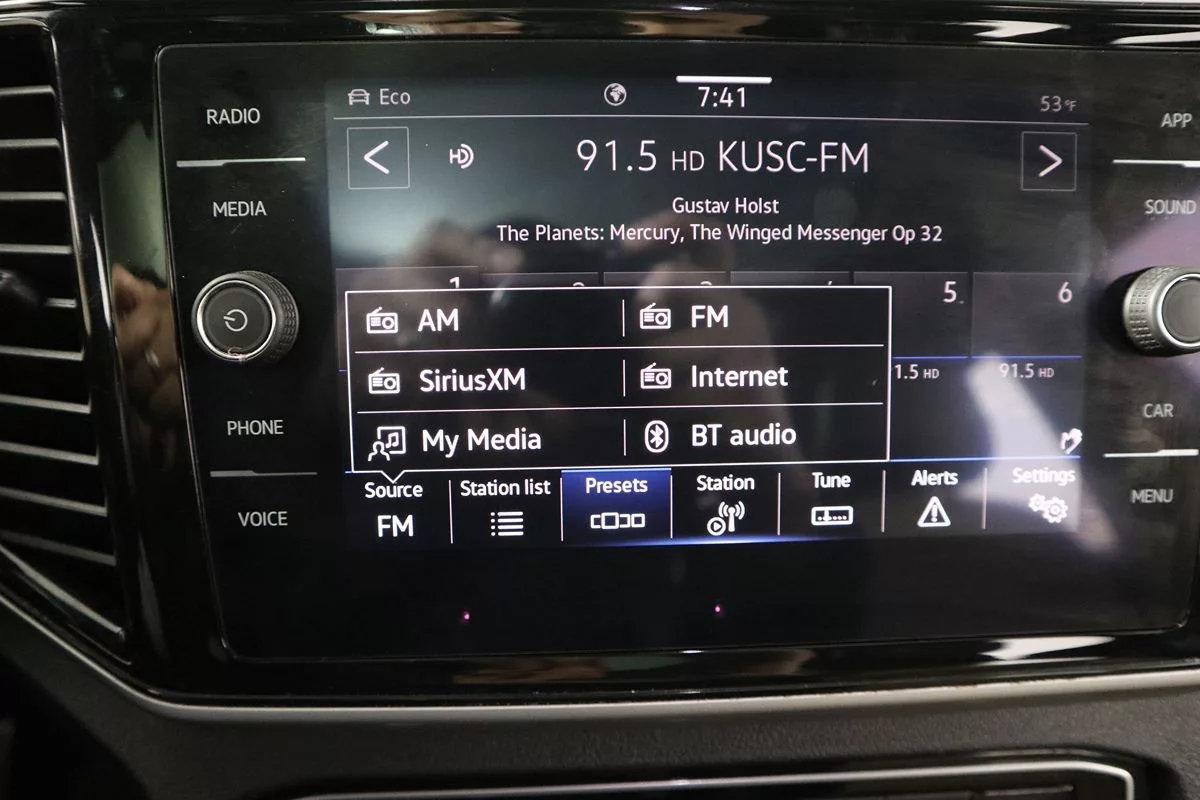 RADIO
MEDIA
PHONE
VOICE
Eco
7:41
53°F
HD
91.5 HD KUSC-FM
Gustav Holst
The Planets: Mercury, The Winged Messenger Op 32
1
5
6
AM
FM
SiriusXM
Internet
My Media
BT audio
1.5 HD
91.5 HD
Source
FM
Station list
Presets
Station
Tune
Alerts
Settings
APP
SOUND
CAR
MENU